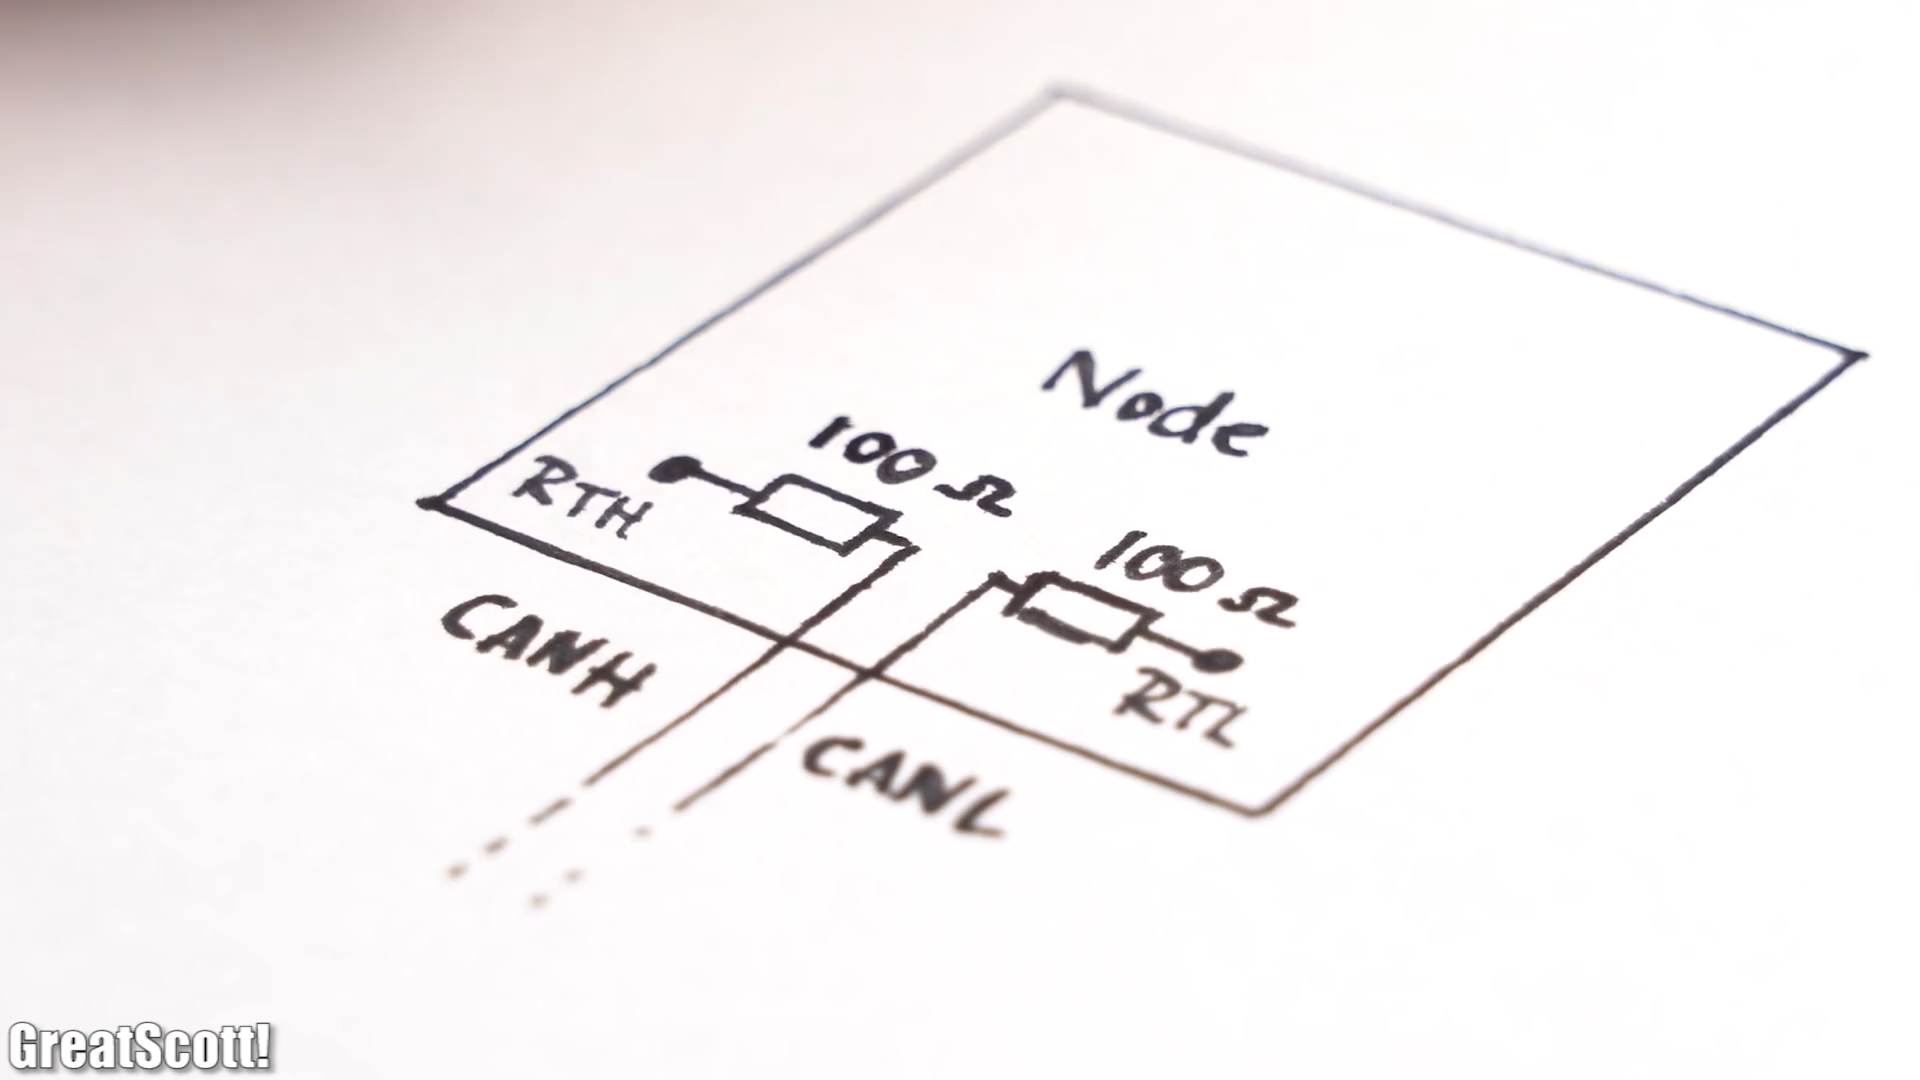 Node
100 Ω
RTH
100 Ω
RTL
CANH
CANL
GreatScott!